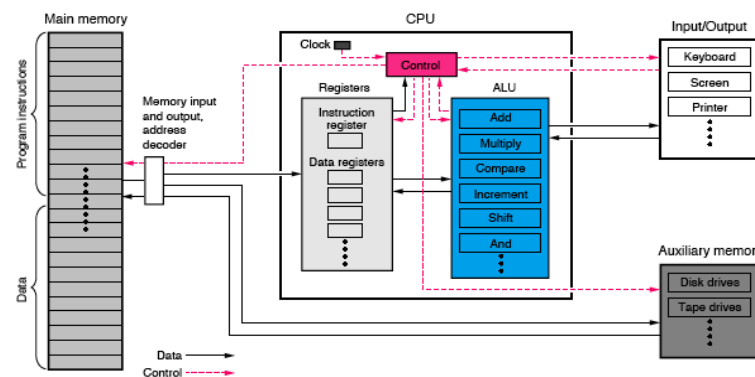 Main memory
CPU
Input/Output
Clock
Control
Keyboard
Screen
Printer
Program instructions
Memory input
and output,
address
decoder
Registers
Instruction
register
Data registers
ALU
Add
Multiply
Compare
Increment
Shift
And
Data
Auxiliary memor
Disk drives
Tape drives
Data
Control